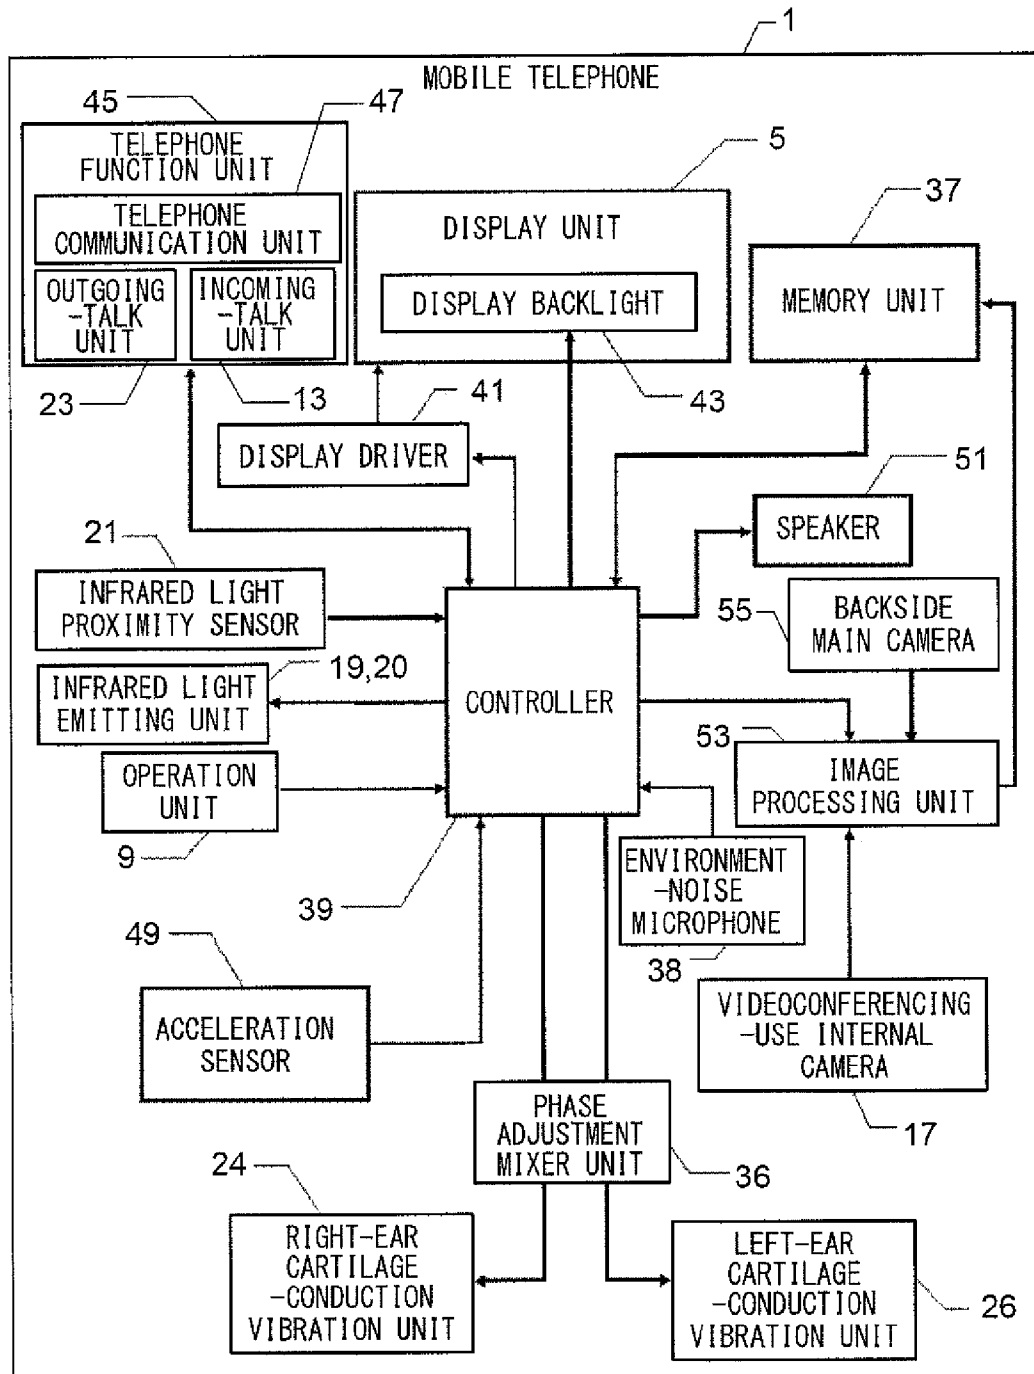 1
MOBILE TELEPHONE
45
47
TELEPHONE
FUNCTION UNIT
TELEPHONE
COMMUNICATION UNIT
OUTGOING
-TALK
UNIT
INCOMING
-TALK
UNIT
23
13
5
DISPLAY UNIT
DISPLAY BACKLIGHT
43
37
MEMORY UNIT
41
DISPLAY DRIVER
51
SPEAKER
21
INFRARED LIGHT
PROXIMITY SENSOR
55
BACKSIDE
MAIN CAMERA
19,20
INFRARED LIGHT
EMITTING UNIT
CONTROLLER
53
IMAGE
PROCESSING UNIT
OPERATION
UNIT
9
39
ENVIRONMENT
-NOISE
MICROPHONE
38
49
ACCELERATION
SENSOR
VIDEOCONFERENCING
-USE INTERNAL
CAMERA
17
PHASE
ADJUSTMENT
MIXER UNIT
36
24
RIGHT-EAR
CARTILAGE
-CONDUCTION
VIBRATION UNIT
LEFT-EAR
CARTILAGE
-CONDUCTION
VIBRATION UNIT
26